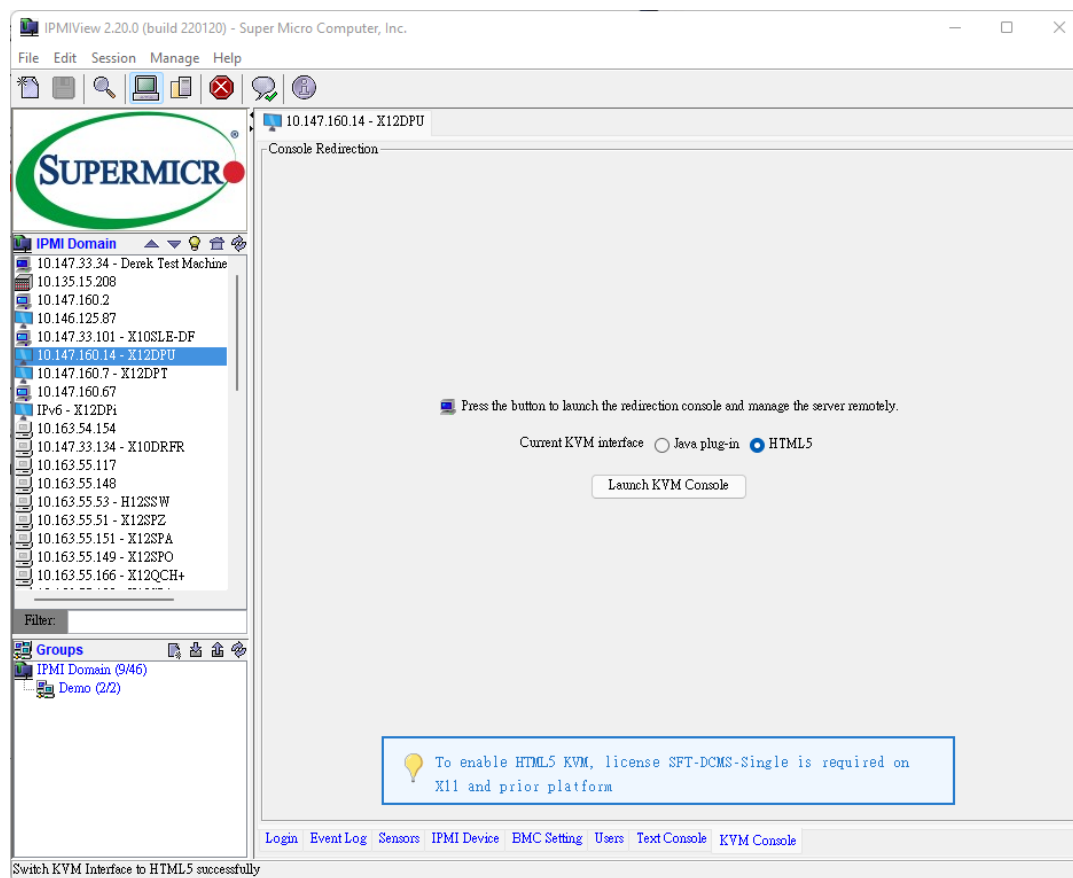 IPMIView 2.20.0 (build 220120) - Super Micro Computer, Inc.
File Edit Session Manage Help
SUPERMICR
®
IPMI Domain
10.147.33.34 - Derek Test Machine
10.135.15.208
10.147.160.2
10.146.125.87
10.147.33.101 - X10SLE-DF
10.147.160.14 - X12DPU
10.147.160.7 - X12DPT
10.147.160.67
IPv6 - X12DPi
10.163.54.154
10.147.33.134 - X10DRFR
10.163.55.117
10.163.55.148
10.163.55.53 - H12SSW
10.163.55.51 - X12SPZ
10.163.55.151 - X12SPA
10.163.55.149 - X12SPO
10.163.55.166 - X12QCH+
Filter:
Groups
IPMI Domain (9/46)
Demo (2/2)
10.147.160.14 - X12DPU
Console Redirection
Press the button to launch the redirection console and manage the server remotely.
Current KVM interface Java plug-in HTML5
Launch KVM Console
To enable HTML5 KVM, license SFT-DCMS-Single is required on
X11 and prior platform
Login Event Log Sensors IPMI Device BMC Setting Users Text Console KVM Console
Switch KVM Interface to HTML5 successfully